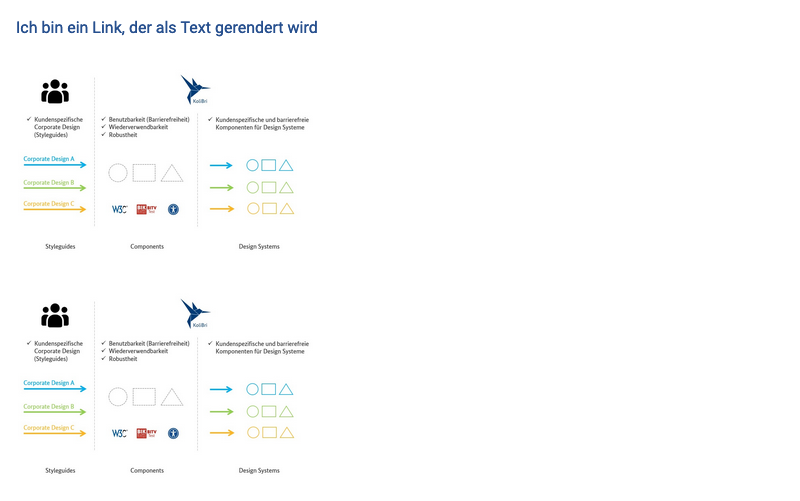 Ich bin ein Link, der als Text gerendert wird
KoliBri
✓ Kundenspezifische
Corporate Design
(Styleguides)
✓ Benutzbarkeit (Barrierefreiheit)
✓ Wiederverwendbarkeit
✓ Robustheit
✓ Kundenspezifische und barrierefreie
Komponenten für Design Systeme
Corporate Design A
Corporate Design B
Corporate Design C
W3C
BIK BITV
Styleguides
Components
Design Systems
KoliBri
✓ Kundenspezifische
Corporate Design
(Styleguides)
✓ Benutzbarkeit (Barrierefreiheit)
✓ Wiederverwendbarkeit
✓ Robustheit
✓ Kundenspezifische und barrierefreie
Komponenten für Design Systeme
Corporate Design A
Corporate Design B
Corporate Design C
W3C
BIK BITV
Styleguides
Components
Design Systems